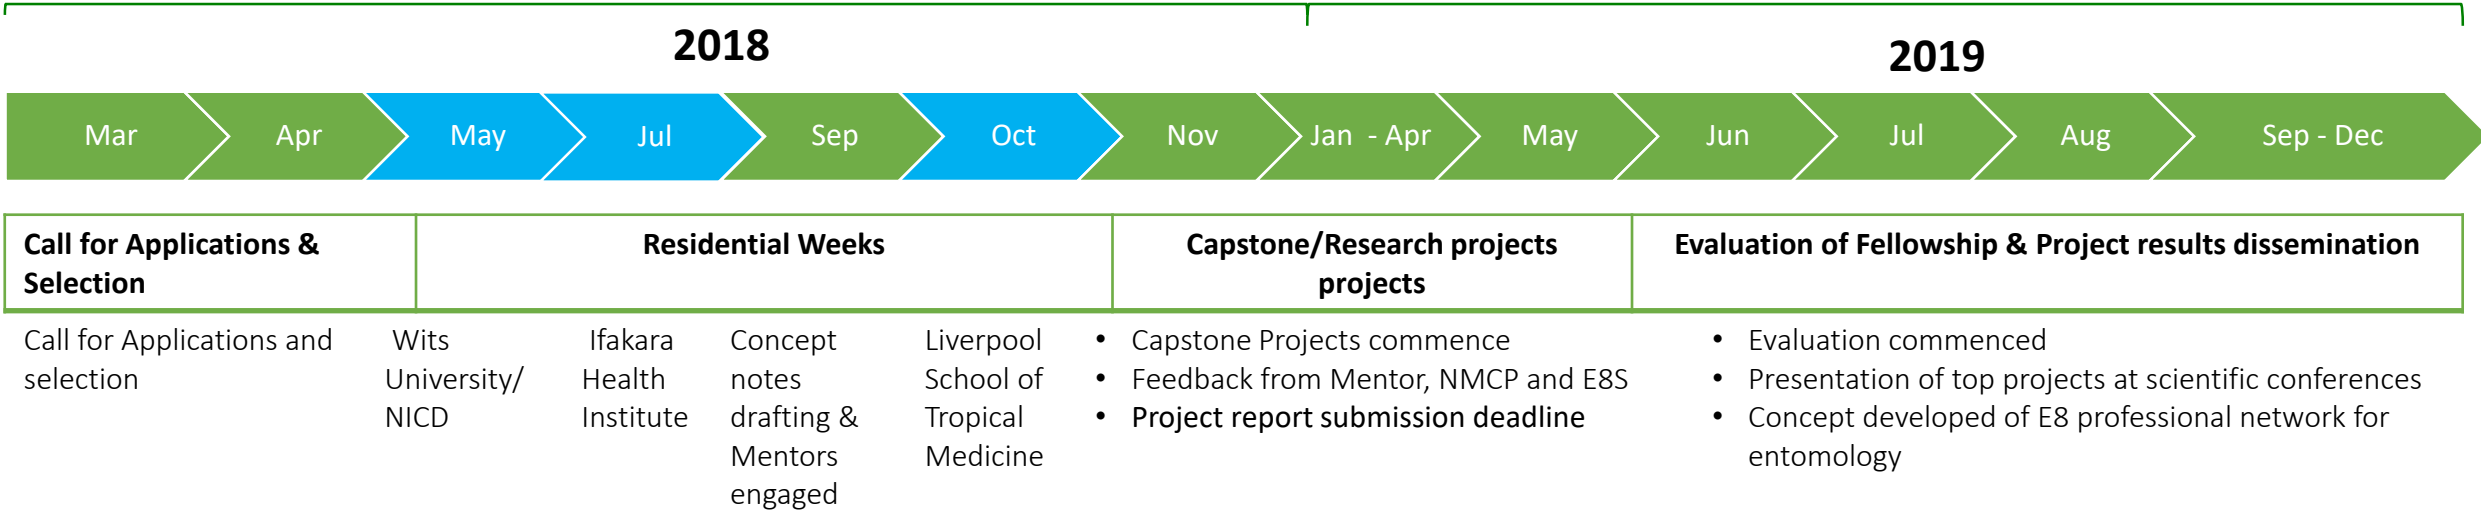 2018
2019
Mar
Apr
May
Jul
Sep
Oct
Nov
Jan - Apr
May
Jun
Jul
Aug
Sep - Dec
Call for Applications &
Selection
Residential Weeks
Capstone/Research projects
projects
Evaluation of Fellowship & Project results dissemination
Call for Applications and
selection
Wits
University/
NICD
Ifakara
Health
Institute
Concept
notes
drafting &
Mentors
engaged
Liverpool
School of
Tropical
Medicine
• Capstone Projects commence
• Feedback from Mentor, NMCP and E8S
• Project report submission deadline
• Evaluation commenced
• Presentation of top projects at scientific conferences
• Concept developed of E8 professional network for
entomology